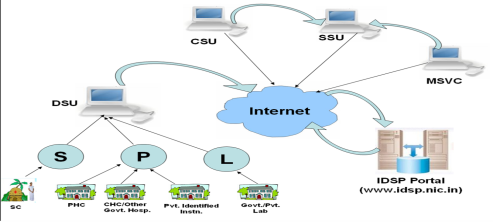 CSU
SSU
MSVC
DSU
Internet
S
P
L
IDSP Portal
(www.idsp.nic.in)
SC
PHC
CHC/Other
Govt. Hosp.
Pvt. Identified
Instn.
Govt./Pvt.
Lab